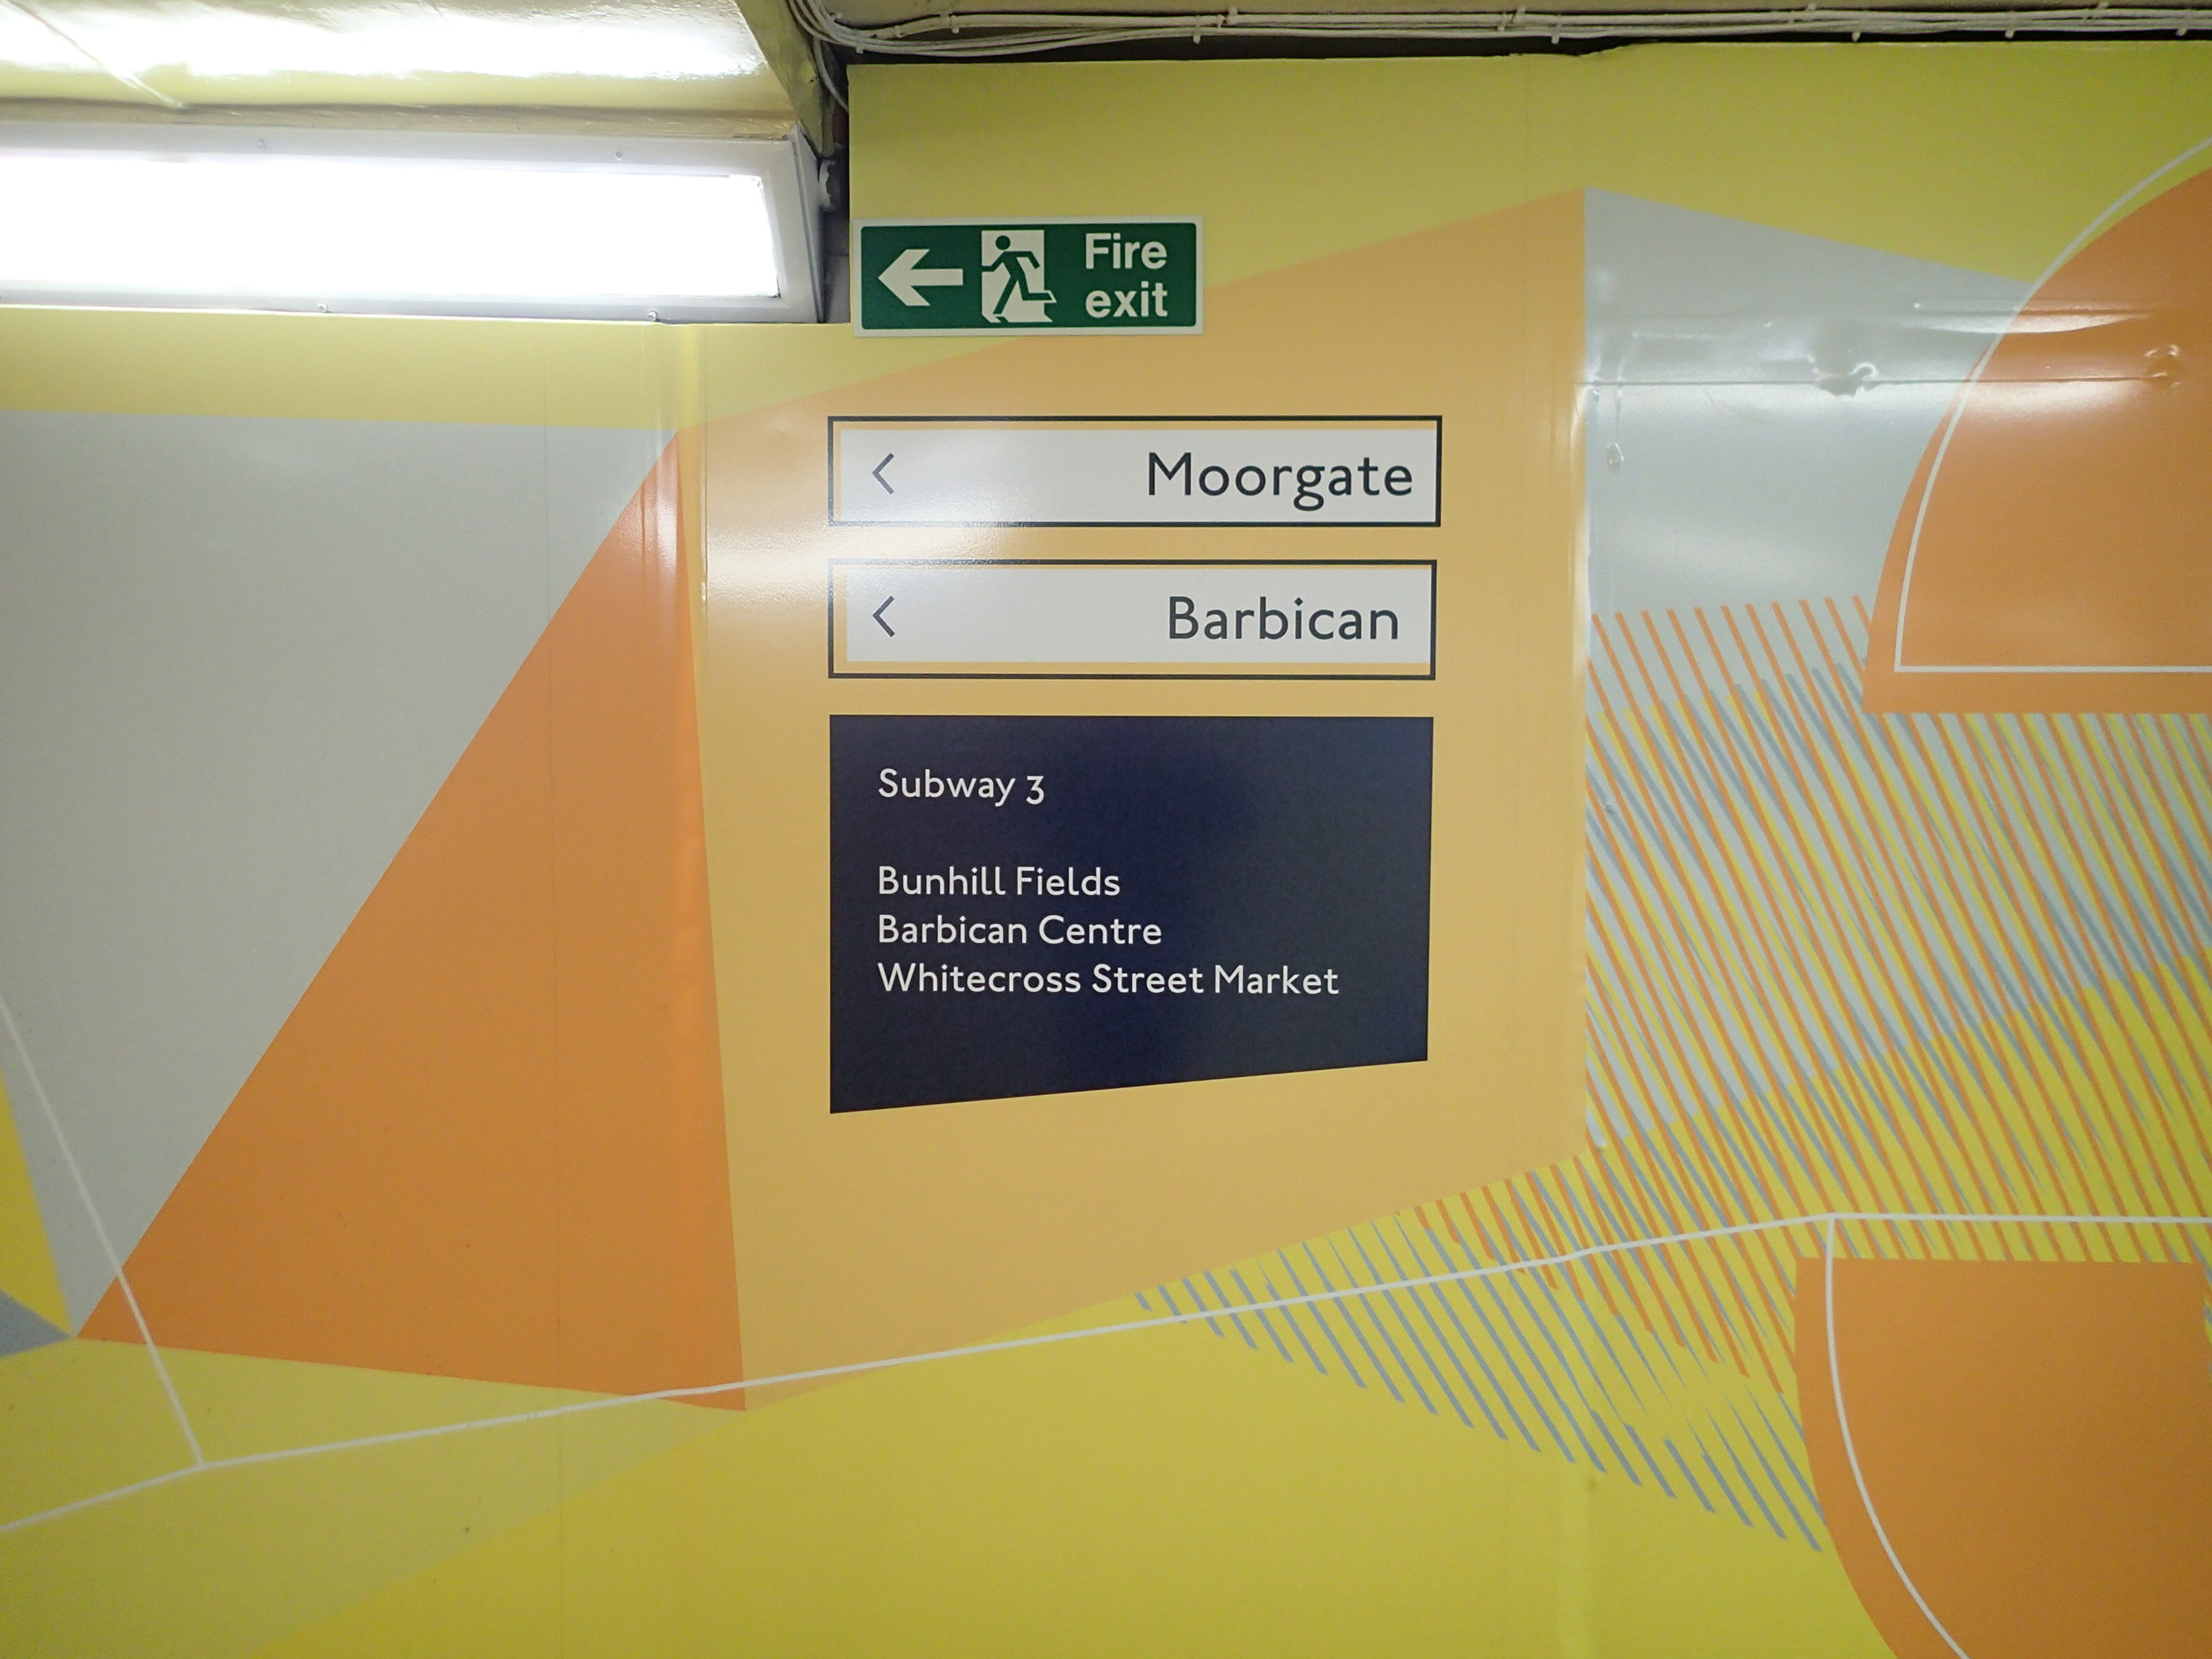 Fire
exit
Moorgate
Barbican
Subway 3
Bunhill Fields
Barbican Centre
Whitecross Street Market